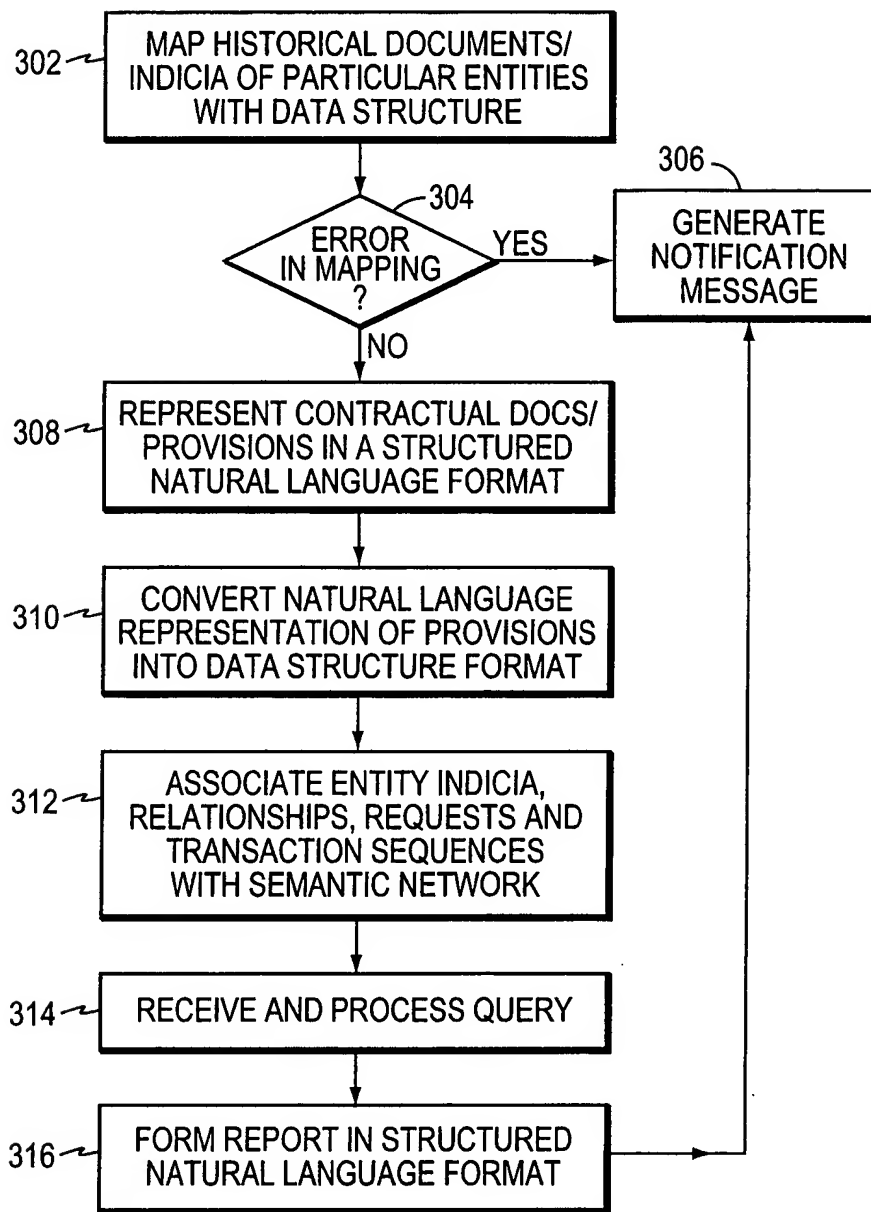 302
MAP HISTORICAL DOCUMENTS/
INDICIA OF PARTICULAR ENTITIES
WITH DATA STRUCTURE
304
ERROR
IN MAPPING
?
YES
NO
306
GENERATE
NOTIFICATION
MESSAGE
308
REPRESENT CONTRACTUAL DOCS/
PROVISIONS IN A STRUCTURED
NATURAL LANGUAGE FORMAT
310
CONVERT NATURAL LANGUAGE
REPRESENTATION OF PROVISIONS
INTO DATA STRUCTURE FORMAT
312
ASSOCIATE ENTITY INDICIA,
RELATIONSHIPS, REQUESTS AND
TRANSACTION SEQUENCES
WITH SEMANTIC NETWORK
314
RECEIVE AND PROCESS QUERY
316
FORM REPORT IN STRUCTURED
NATURAL LANGUAGE FORMAT